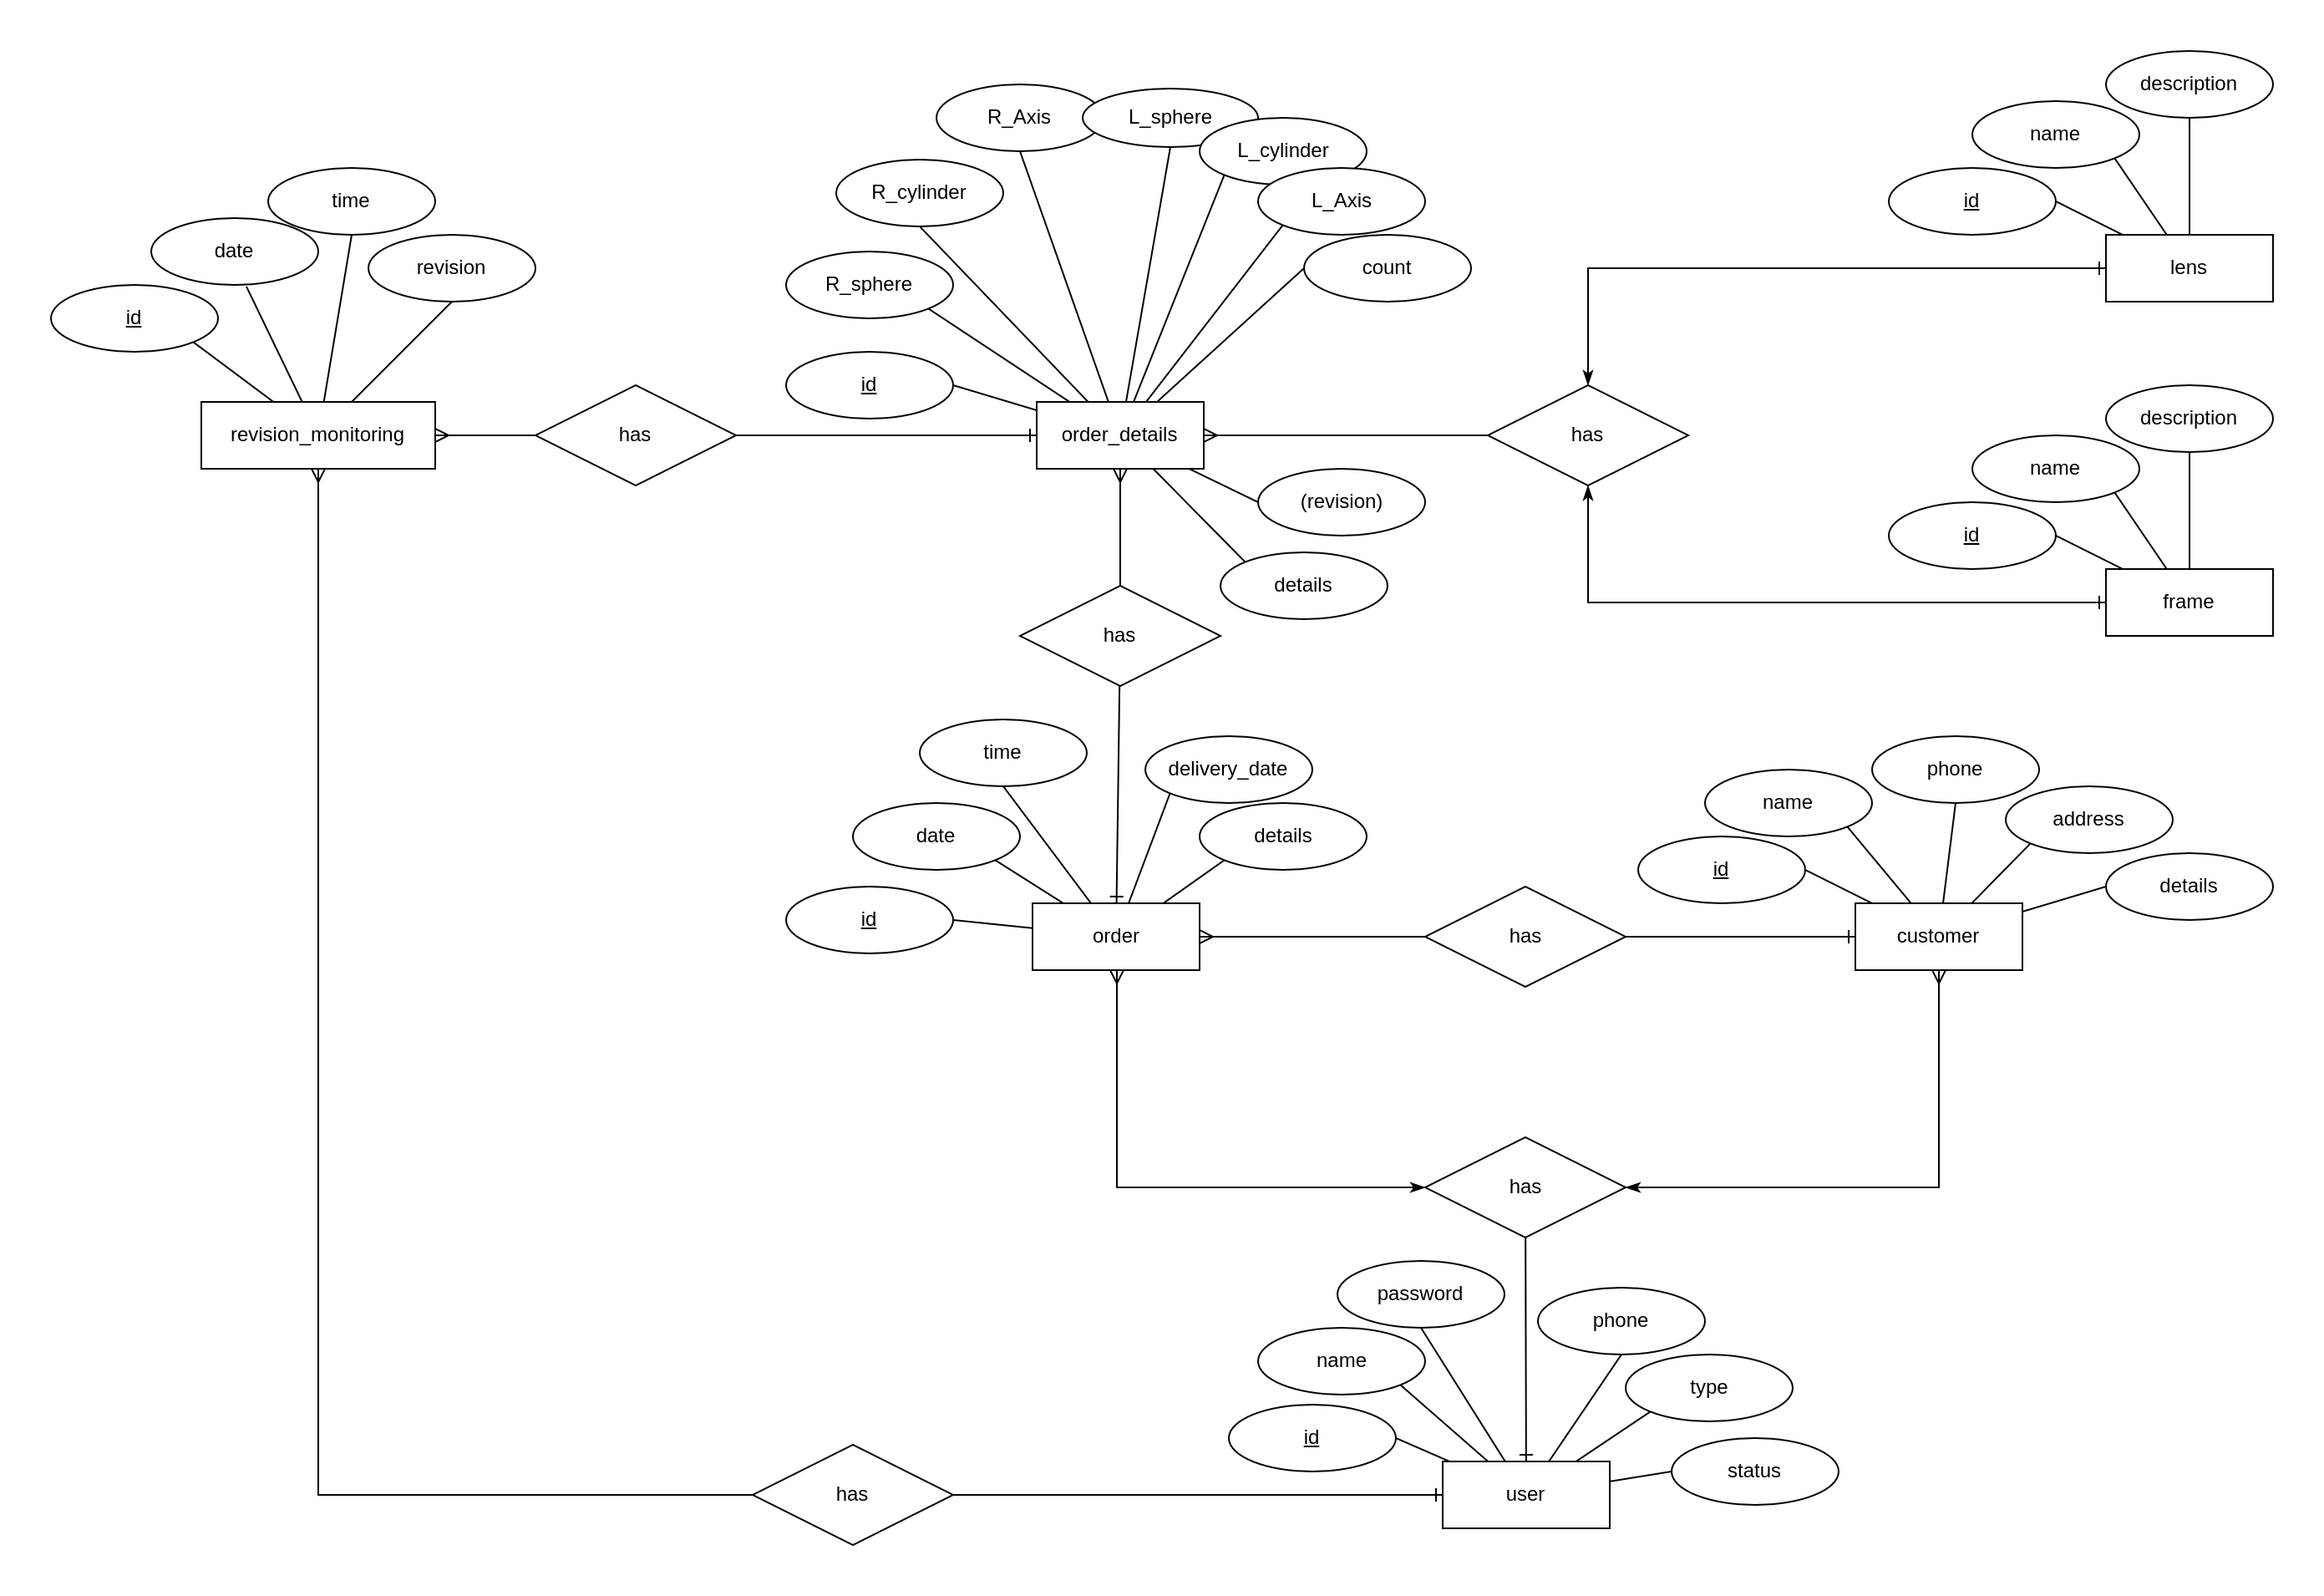 description
R_Axis
L_sphere
name
L_cylinder
R_cylinder
time
L_Axis
id
date
revision
count
lens
R_sphere
id
id
description
revision_monitoring
has
order_details
has
name
(revision)
id
details
frame
has
time
delivery_date
phone
name
address
date
details
id
details
id
order
has
customer
has
password
phone
name
type
id
status
has
user